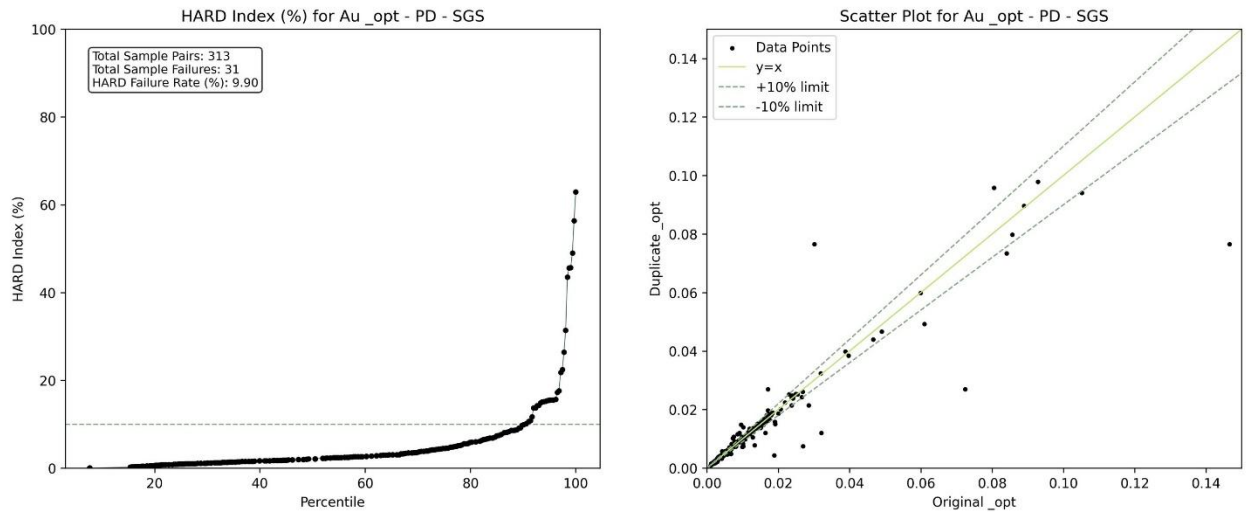 HARD Index (%) for Au _opt - PD - SGS
100
80
60
40
20
0
HARD Index (%)
Total Sample Pairs: 313
Total Sample Failures: 31
HARD Failure Rate (%): 9.90
20
40
60
80
100
Percentile
Scatter Plot for Au _opt - PD - SGS
0.14
0.12
0.10
0.08
0.06
0.04
0.02
0.00
Duplicate _opt
Data Points
y=x
+10% limit
-10% limit
0.00
0.02
0.04
0.06
0.08
0.10
0.12
0.14
Original _opt